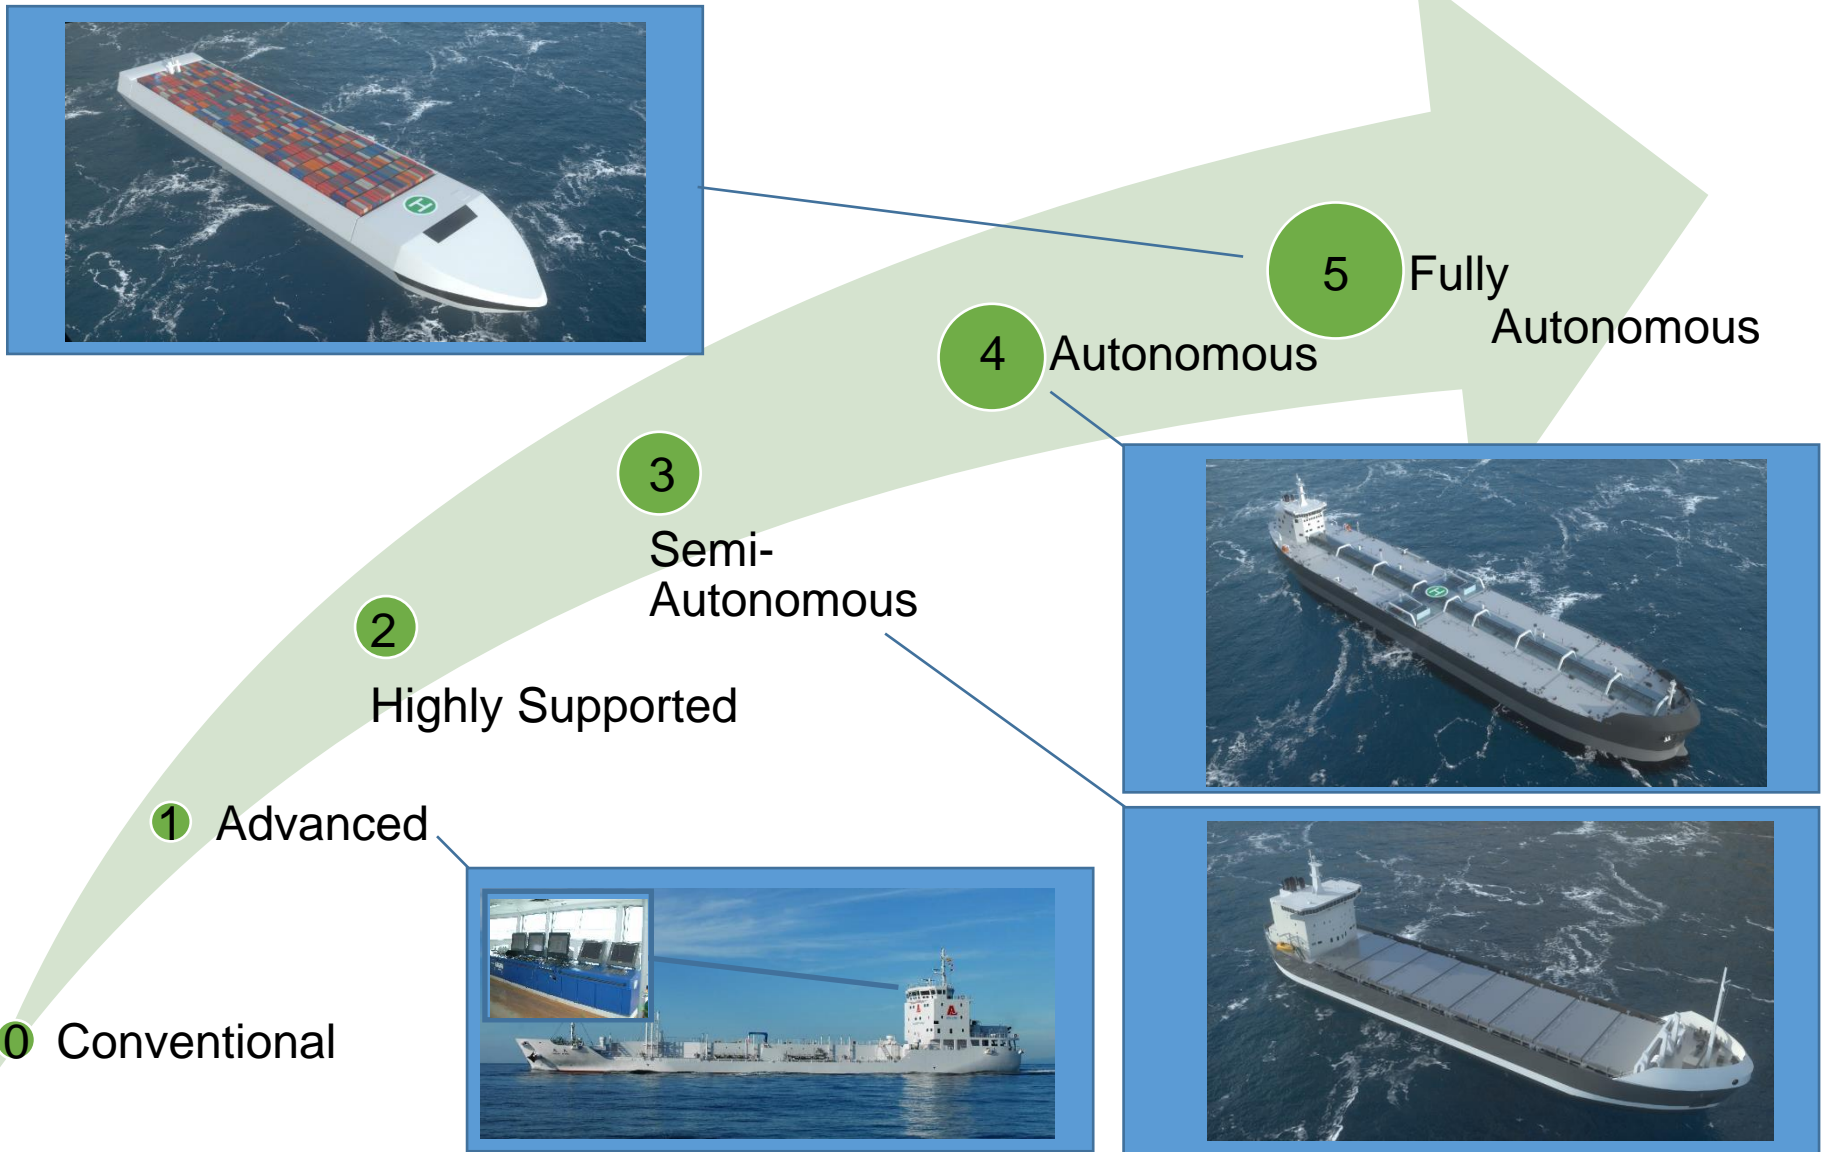 5
Fully
Autonomous
4
Autonomous
3
Semi-
Autonomous
2
Highly Supported
1
Advanced
0
Conventional
H
H